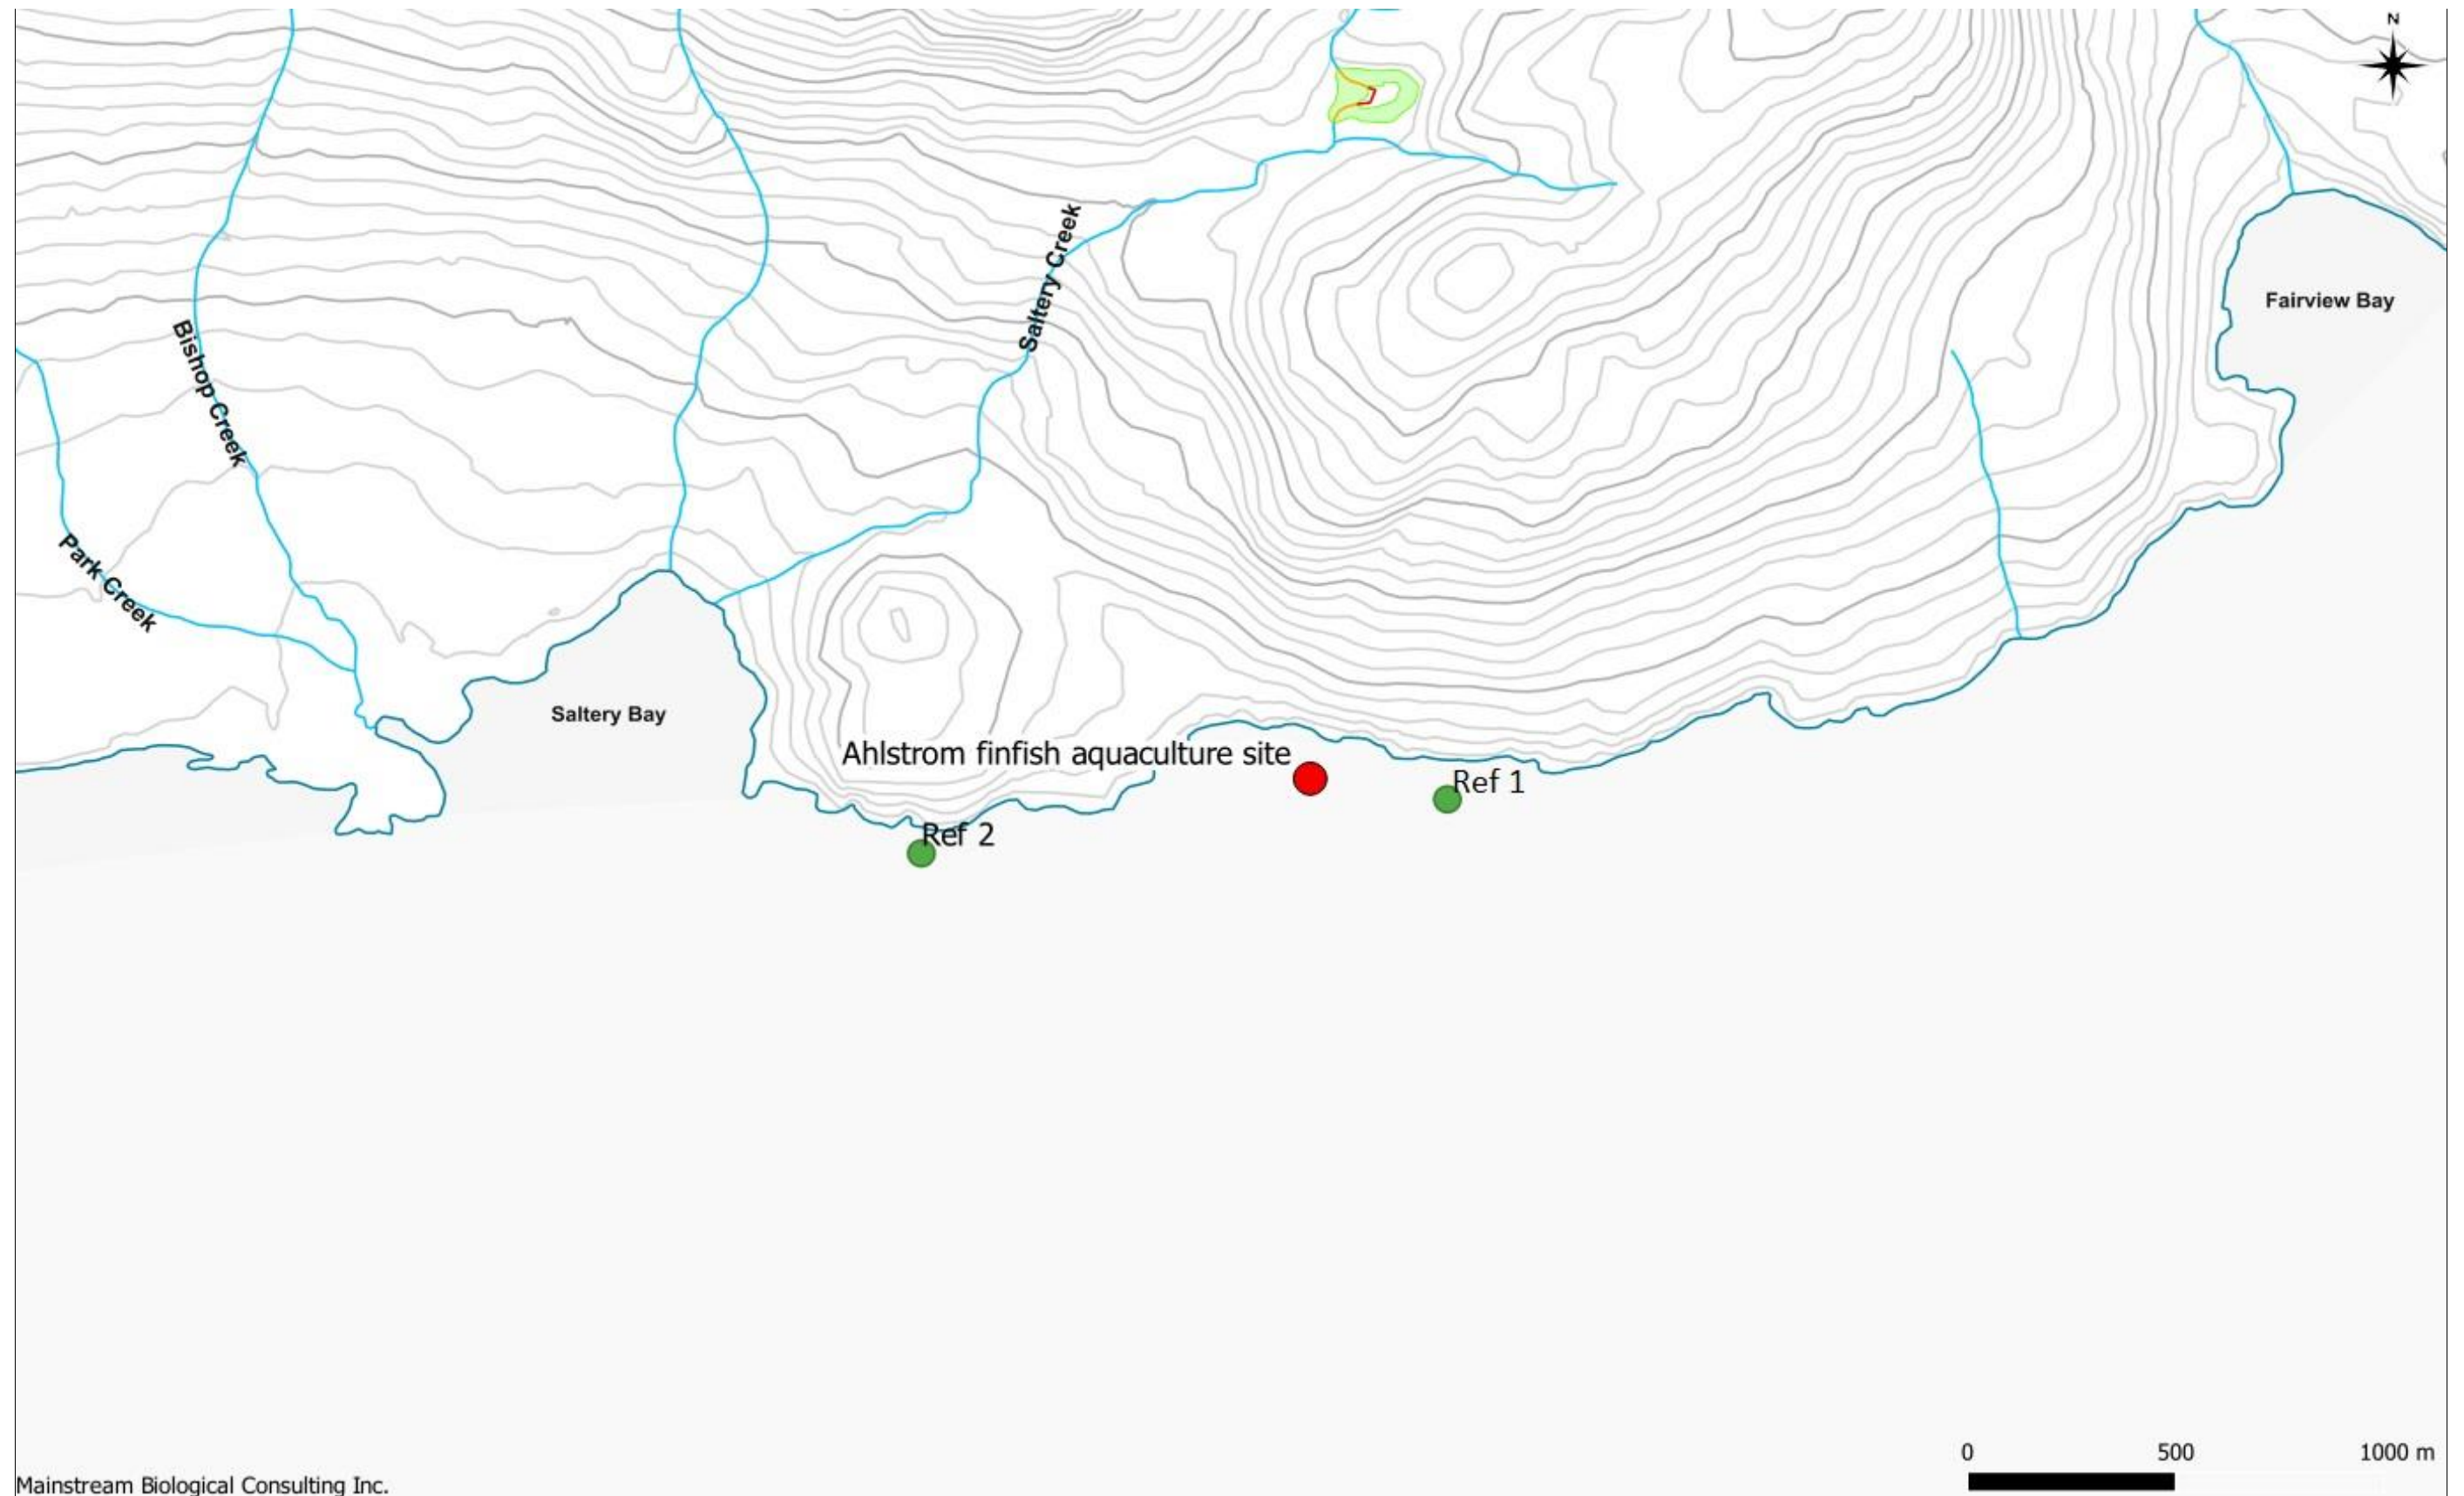 N
Saltery Creek
Fairview Bay
Bishop Creek
Park Creek
Saltery Bay
Ahlstrom finfish aquaculture site
Ref 1
Ref 2
0 500 1000 m
Mainstream Biological Consulting Inc.